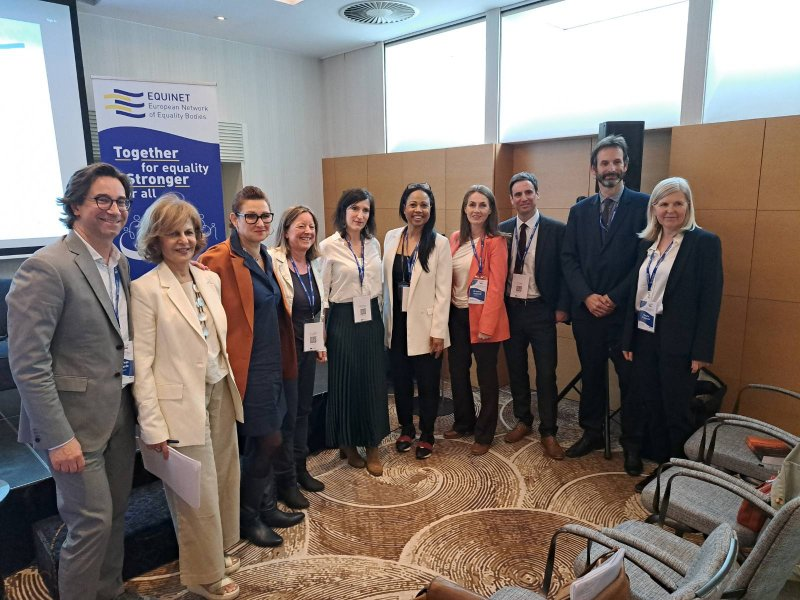 EQUINET
European Network
of Equality Bodies
Together
for equality
Stronger
for all